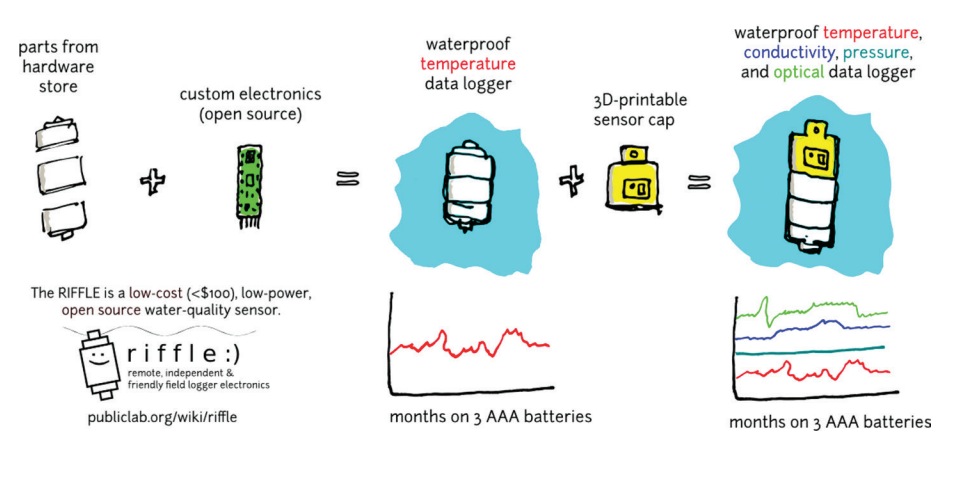 parts from
hardware
store
custom electronics
(open source)
waterproof
temperature
data logger
3D-printable
sensor cap
waterproof temperature,
conductivity, pressure,
and optical data logger
The RIFFLE is a low-cost (<$100), low-power,
open source water-quality sensor.
riffle:)
remote, independent &
friendly field logger electronics
publiclab.org/wiki/riffle
months on 3 AAA batteries
months on 3 AAA batteries